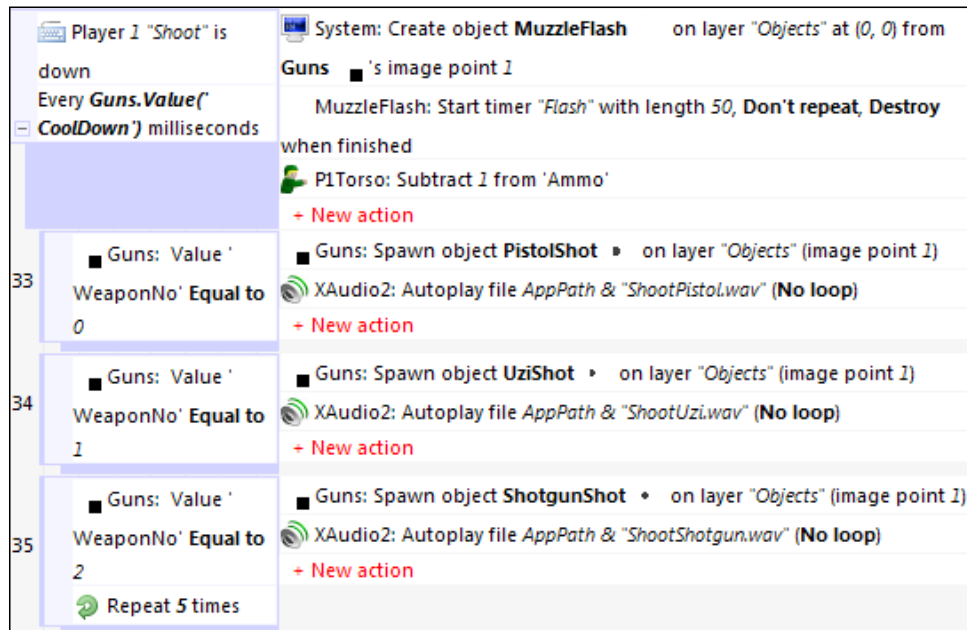 Player 1 "Shoot" is
down
Every Guns.Value('
CoolDown') milliseconds
System: Create object MuzzleFlash on layer "Objects" at (0, 0) from
Guns 's image point 1
MuzzleFlash: Start timer "Flash" with length 50, Don't repeat, Destroy
when finished
P1Torso: Subtract 1 from 'Ammo'
+ New action
33
Guns: Value '
WeaponNo' Equal to
0
Guns: Spawn object PistolShot on layer "Objects" (image point 1)
XAudio2: Autoplay file AppPath & "ShootPistol.wav" (No loop)
+ New action
34
Guns: Value '
WeaponNo' Equal to
1
Guns: Spawn object UziShot on layer "Objects" (image point 1)
XAudio2: Autoplay file AppPath & "ShootUzi.wav" (No loop)
+ New action
35
Guns: Value '
WeaponNo' Equal to
2
Repeat 5 times
Guns: Spawn object ShotgunShot on layer "Objects" (image point 1)
XAudio2: Autoplay file AppPath & "ShootShotgun.wav" (No loop)
+ New action